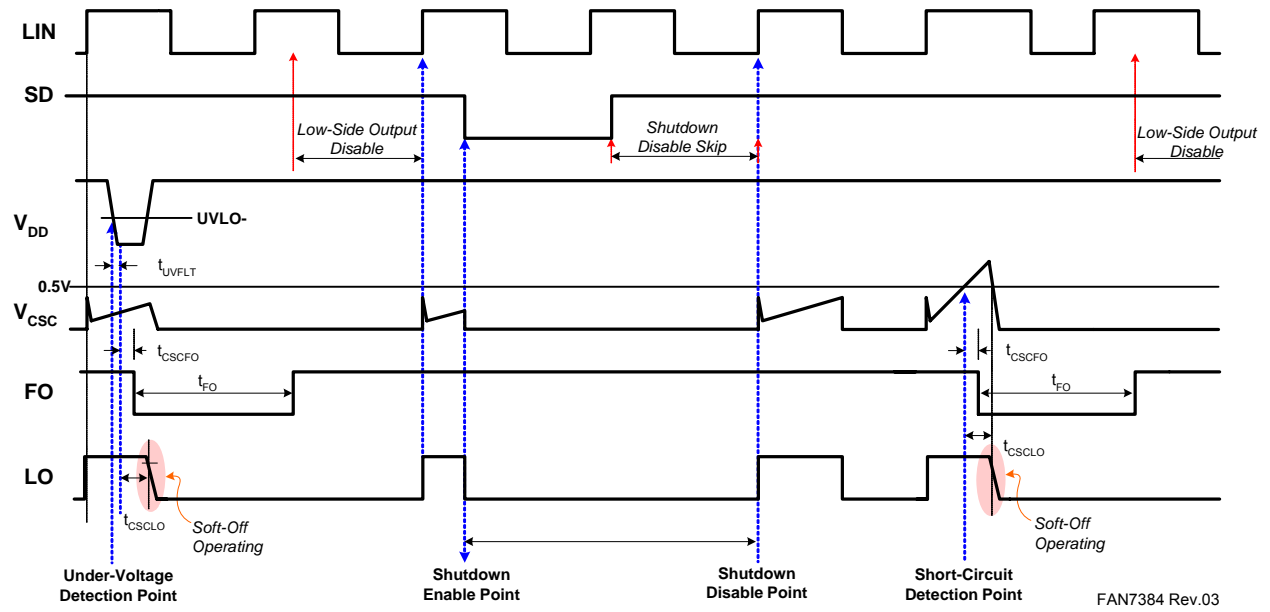 LIN
SD
Low-Side Output
Disable
Shutdown
Disable Skip
Low-Side Output
Disable
VDD
UVLO-
tUVFLT
0.5V
VCSC
tCSCFO
tCSCFO
FO
tFO
tFO
LO
tCSCLO
tCSCLO
Soft-Off
Operating
Soft-Off
Operating
Under-Voltage
Detection Point
Shutdown
Enable Point
Shutdown
Disable Point
Short-Circuit
Detection Point
FAN7384 Rev.03